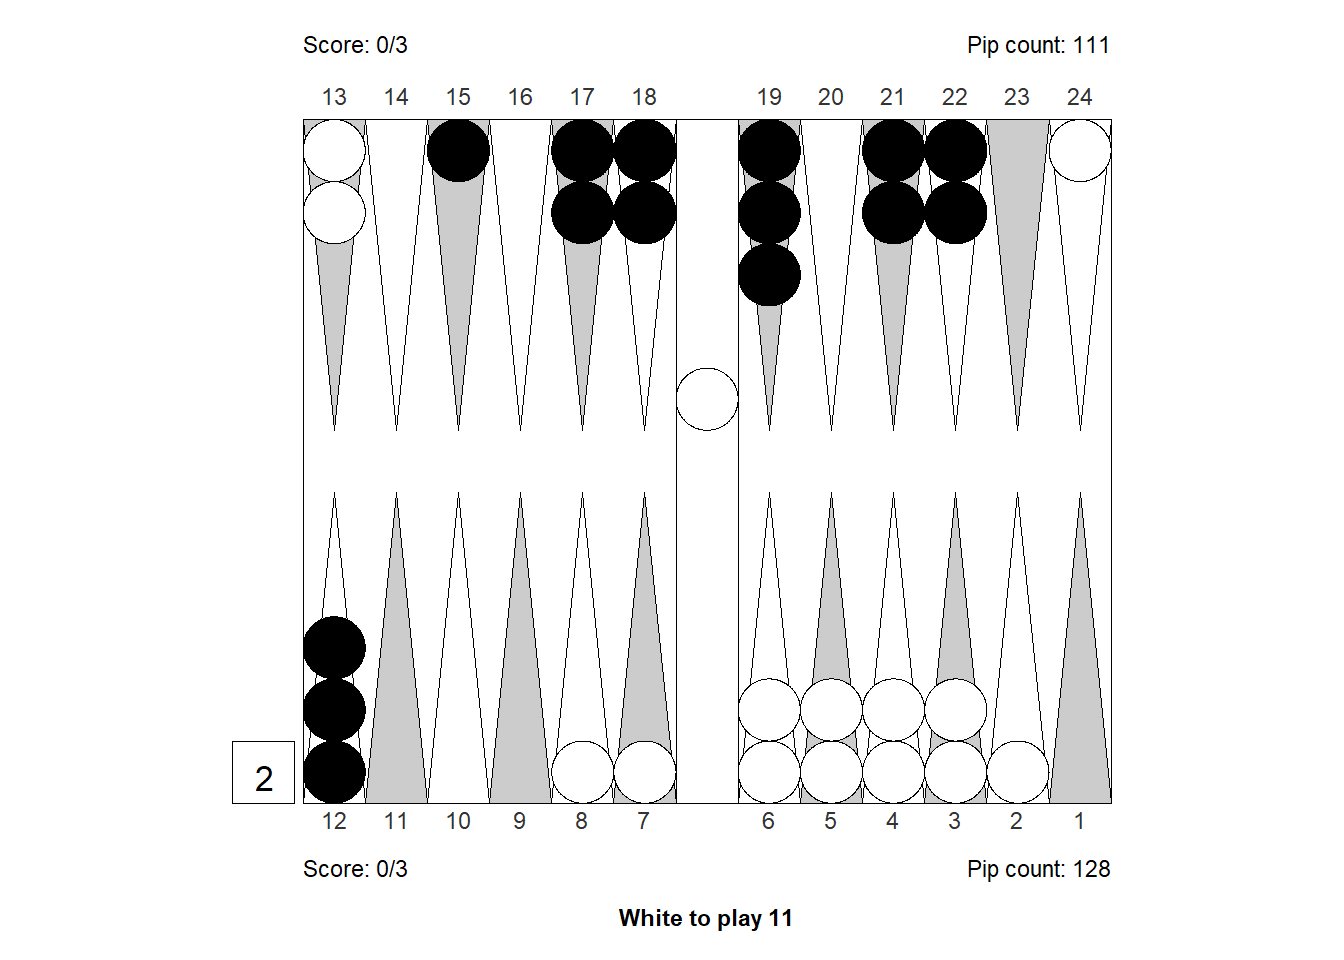 Score: 0/3 Pip count: 111
13 14 15 16 17 18 19 20 21 22 23 24
2
12 11 10 9 8 7 6 5 4 3 2 1
Score: 0/3 Pip count: 128
White to play 11